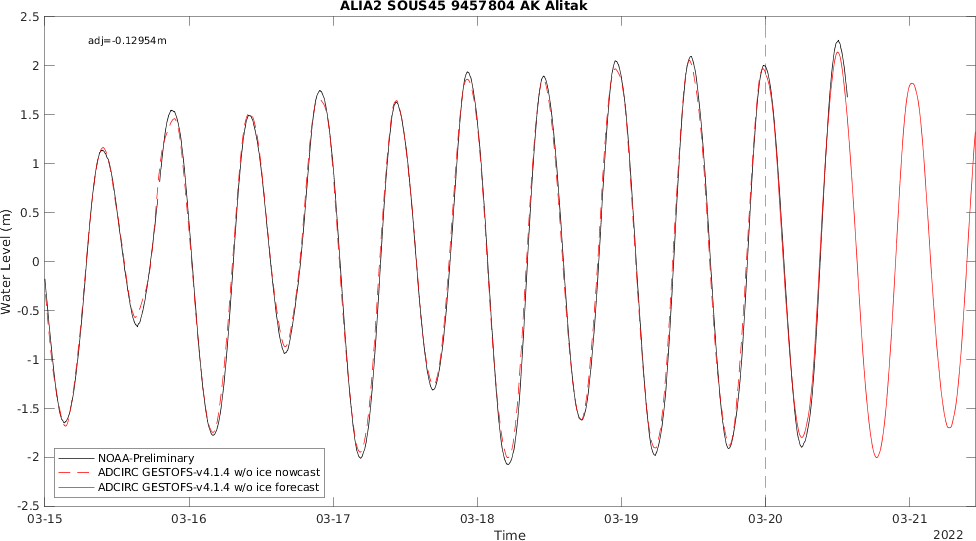 ALIA2 SOUS45 9457804 AK Alitak
adj=-0.12954m
2.5
2
1.5
1
0.5
0
-0.5
-1
-1.5
-2
-2.5
Water Level (m)
NOAA-Preliminary
ADCIRC GESTOFS-v4.1.4 w/o ice nowcast
ADCIRC GESTOFS-v4.1.4 w/o ice forecast
03-15 03-16 03-17 03-18 03-19 03-20 03-21
Time
2022